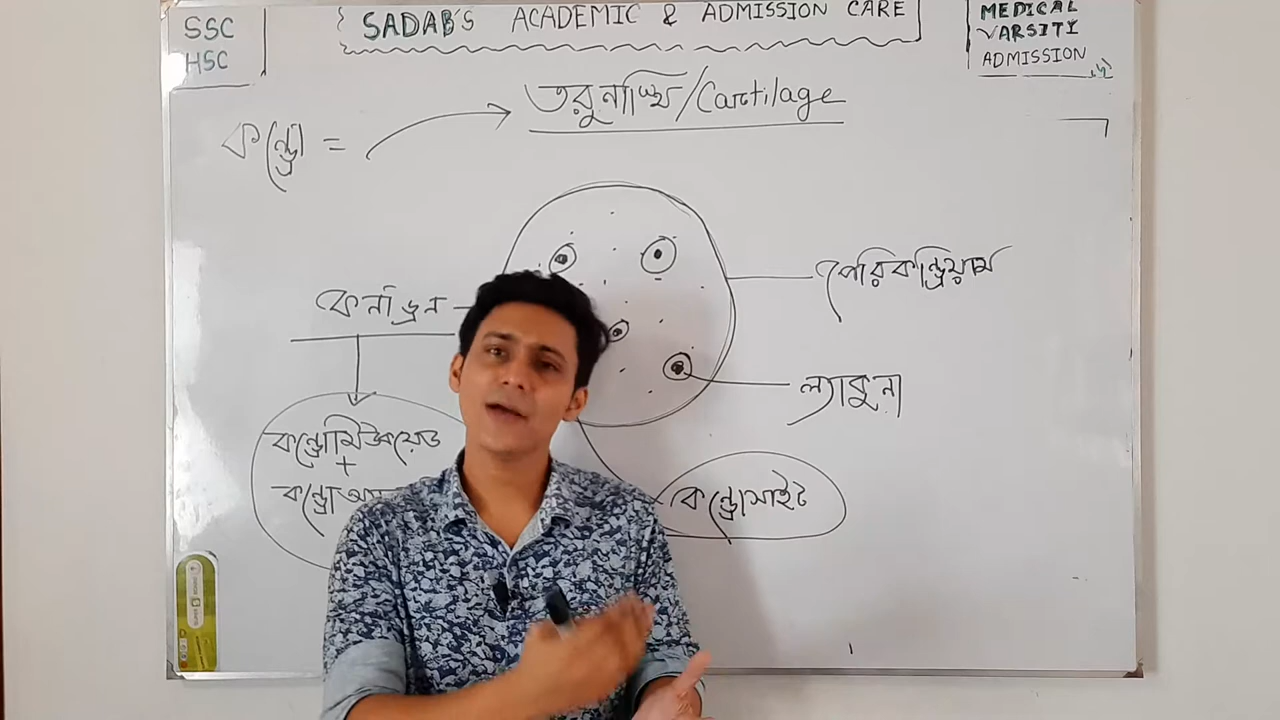 SSC
HSC
SADAB'S ACADEMIC & ADMISSION CARE
MEDICAL
VARSITY
ADMISSION
তরুনাস্থি/Cartilage
কন্ড্রো =
পেরিকন্ড্রিয়াম
ল্যাকুনা
কন্ড্রোসাইট
কন্ড্রোমিউকয়েড
+